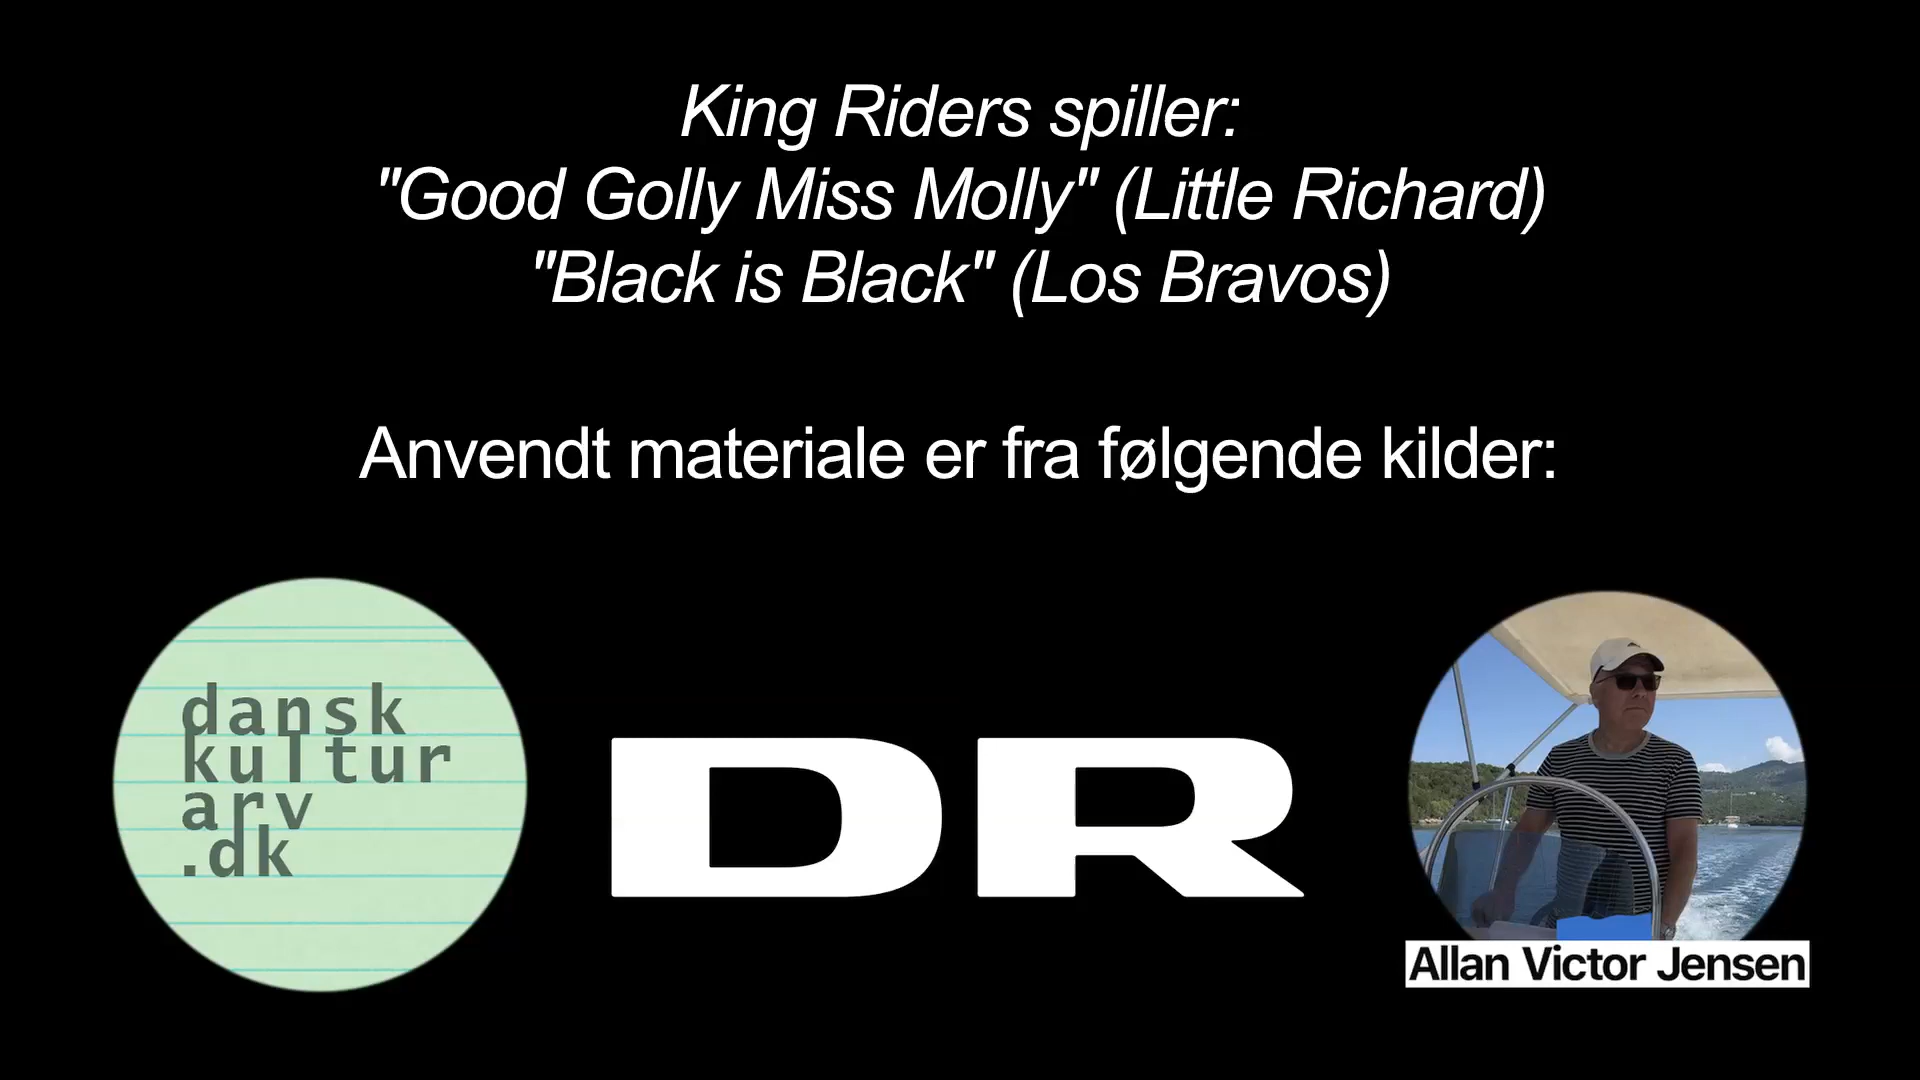 King Riders spiller:
"Good Golly Miss Molly" (Little Richard)
"Black is Black" (Los Bravos)
Anvendt materiale er fra følgende kilder:
dansk
kultur
arv
.dk
DR
Allan Victor Jensen